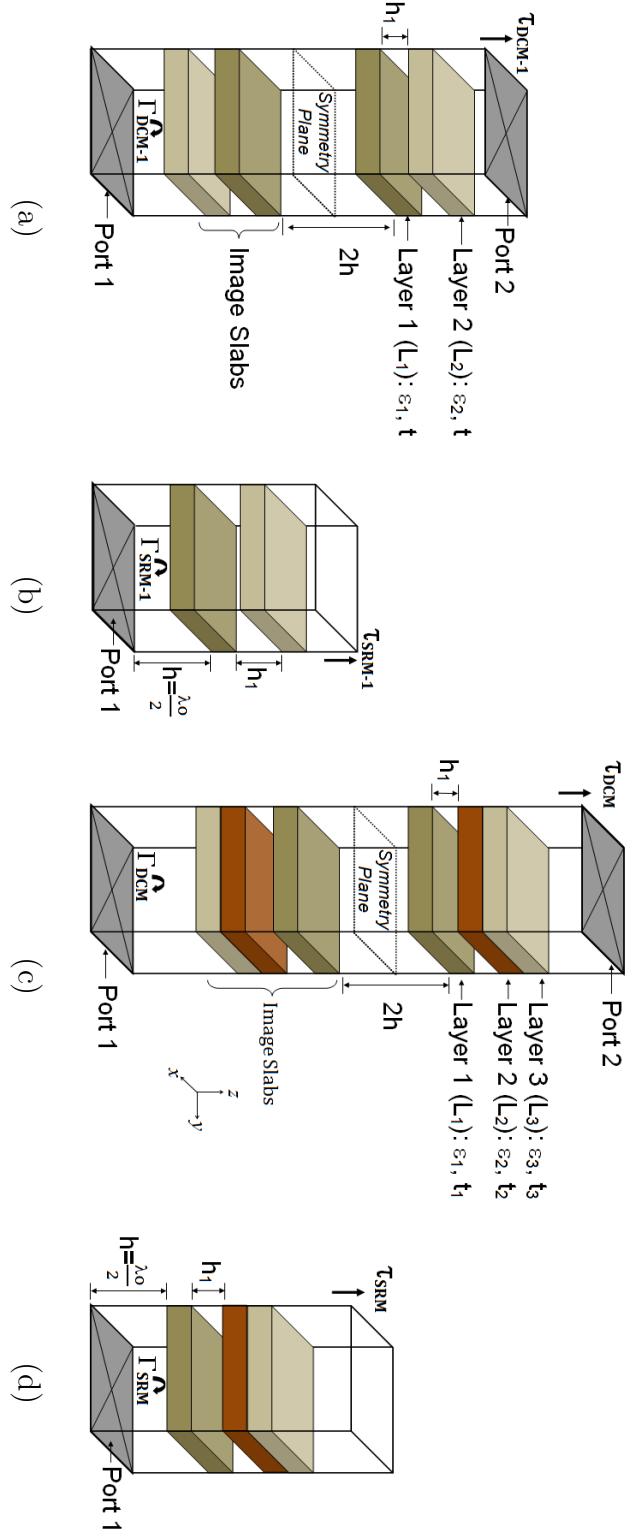 τDCM-1
h1
Symmetry
Plane
ΓDCM-1
Port 2
Layer 2 (L2): ε2, t
Layer 1 (L1): ε1, t
2h
Image Slabs
Port 1
(a)
τSRM-1
h1
h=λo/2
ΓSRM-1
Port 1
(b)
τDCM
h1
Symmetry
Plane
ΓDCM
Port 2
Layer 3 (L3): ε3, t3
Layer 2 (L2): ε2, t2
Layer 1 (L1): ε1, t1
2h
Image Slabs
z
y
x
Port 1
(c)
τSRM
h1
h=λo/2
ΓSRM
Port 1
(d)